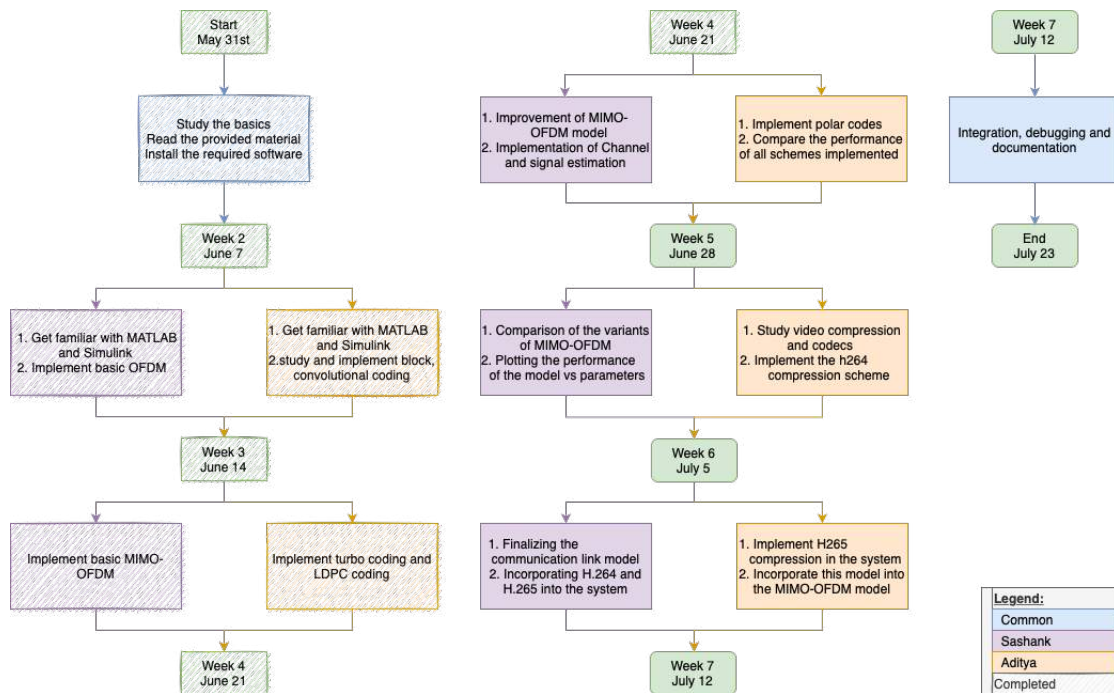 Start
May 31st
Study the basics
Read the provided material
Install the required software
Week 2
June 7
1. Get familiar with MATLAB
and Simulink
2. Implement basic OFDM
1. Get familiar with MATLAB
and Simulink
2.study and implement block,
convolutional coding
Week 3
June 14
Implement basic MIMO-
OFDM
Implement turbo coding and
LDPC coding
Week 4
June 21
Week 4
June 21
1. Improvement of MIMO-
OFDM model
2. Implementation of Channel
and signal estimation
1. Implement polar codes
2. Compare the performance
of all schemes implemented
Week 5
June 28
1. Comparison of the variants
of MIMO-OFDM
2. Plotting the performance
of the model vs parameters
1. Study video compression
and codecs
2. Implement the h264
compression scheme
Week 6
July 5
1. Finalizing the
communication link model
2. Incorporating H.264 and
H.265 into the system
1. Implement H265
compression in the system
2. Incorporate this model into
the MIMO-OFDM model
Week 7
July 12
Week 7
July 12
Integration, debugging and
documentation
End
July 23
Legend:
Common
Sashank
Aditya
Completed